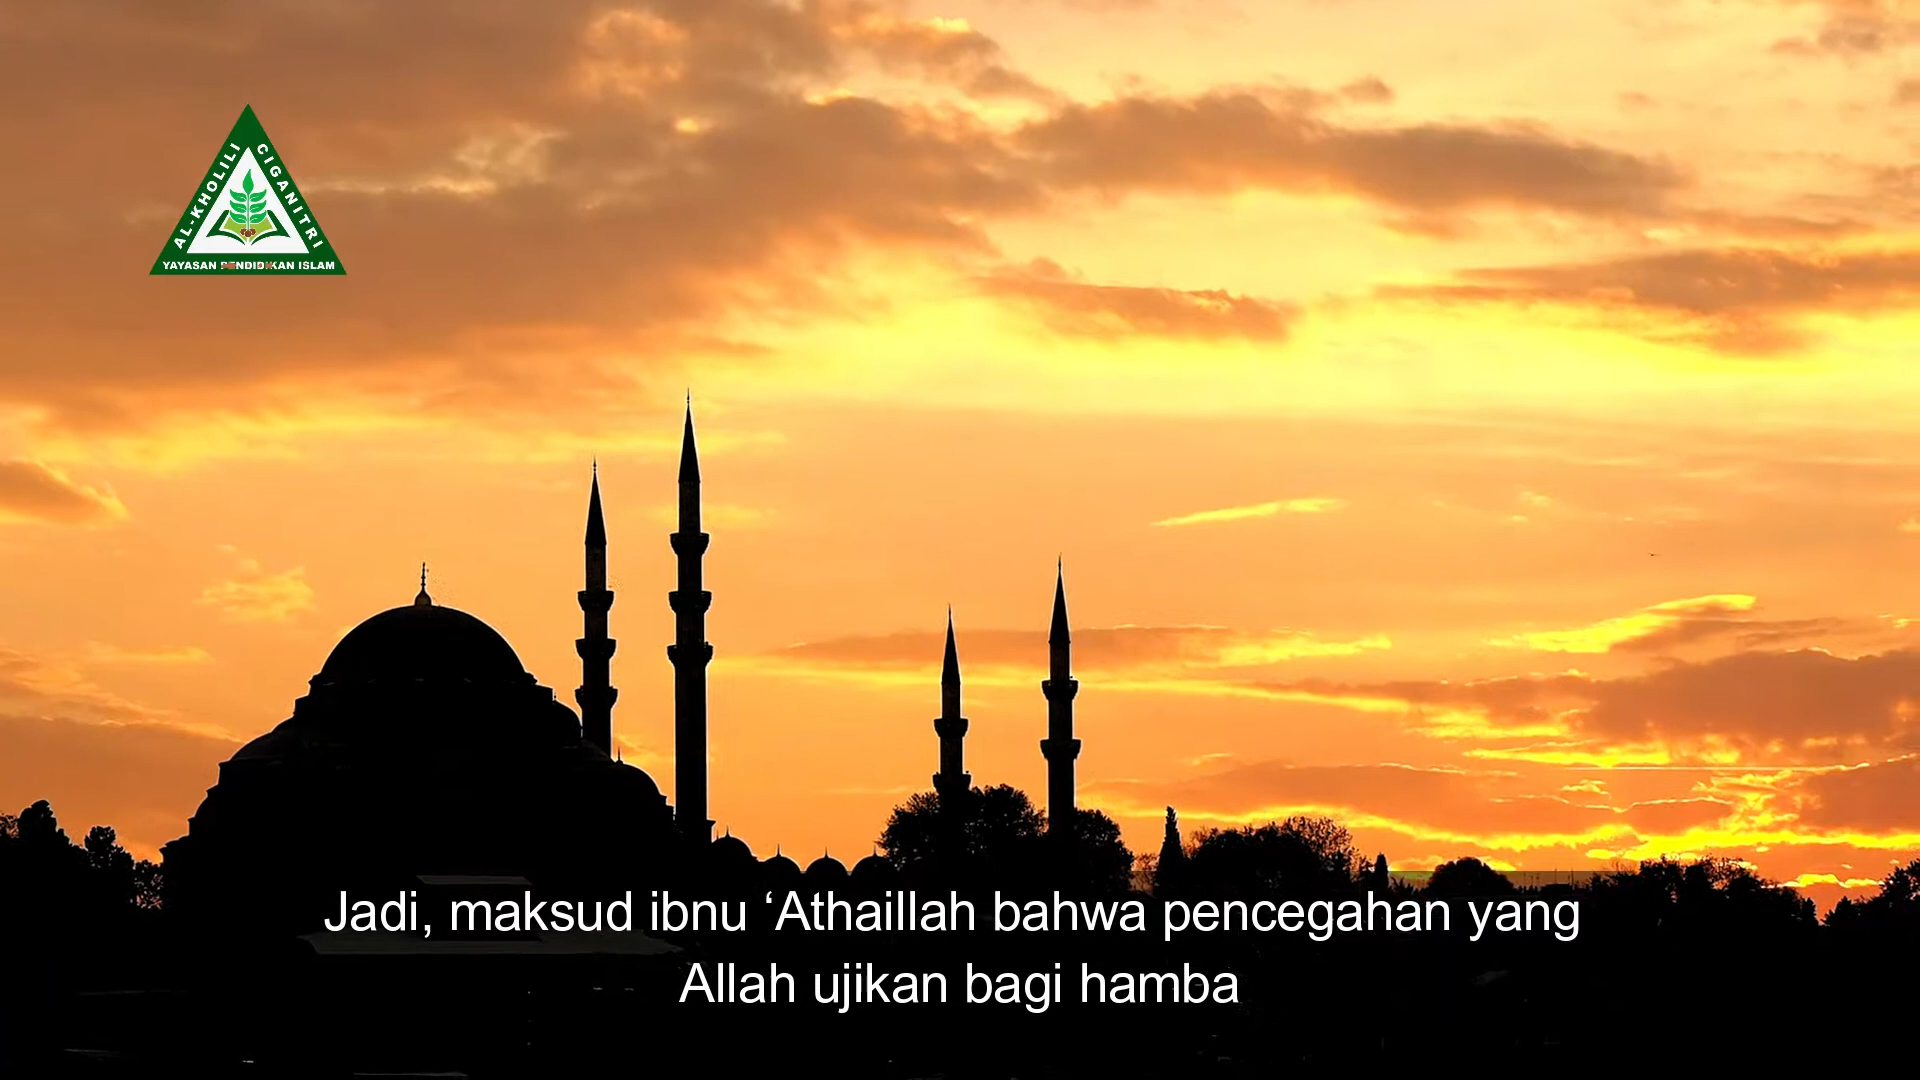 AL-KHOLILI CIGANITRI
YAYASAN PENDIDIKAN ISLAM
Jadi, maksud ibnu ‘Athaillah bahwa pencegahan yang
Allah ujikan bagi hamba